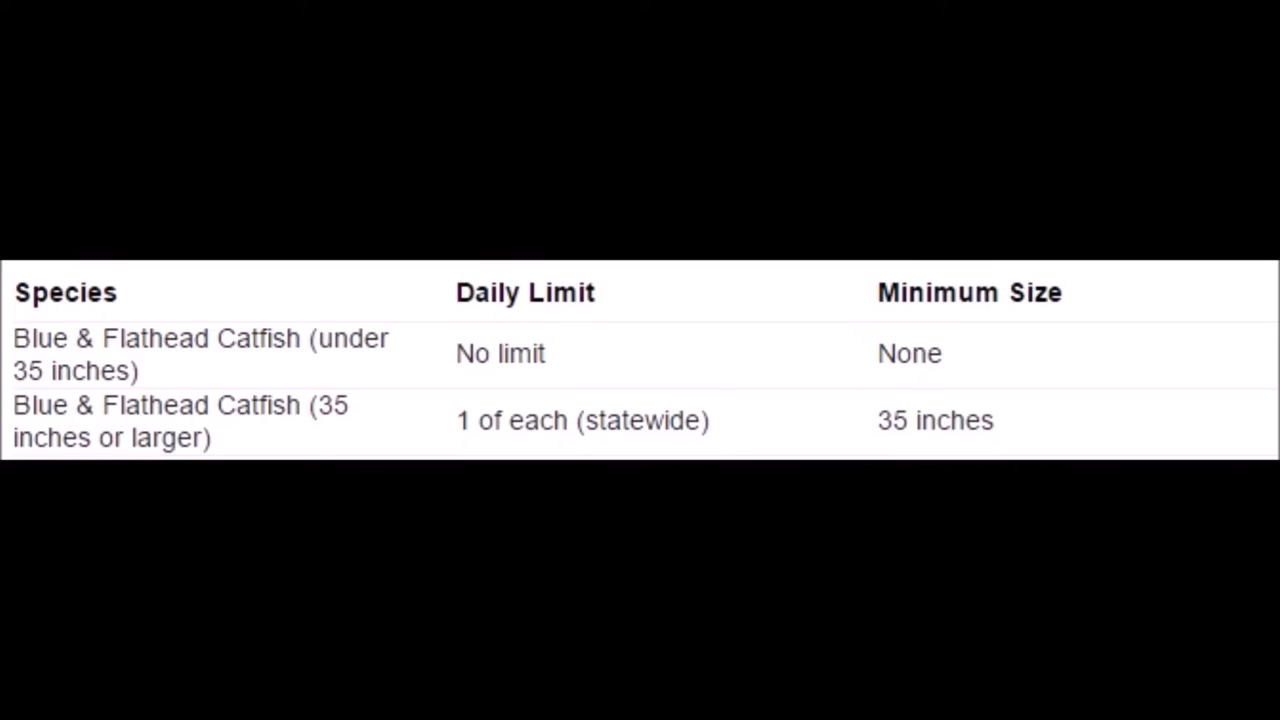 Species Daily Limit Minimum Size
Blue & Flathead Catfish (under
35 inches)
No limit None
Blue & Flathead Catfish (35
inches or larger)
1 of each (statewide) 35 inches